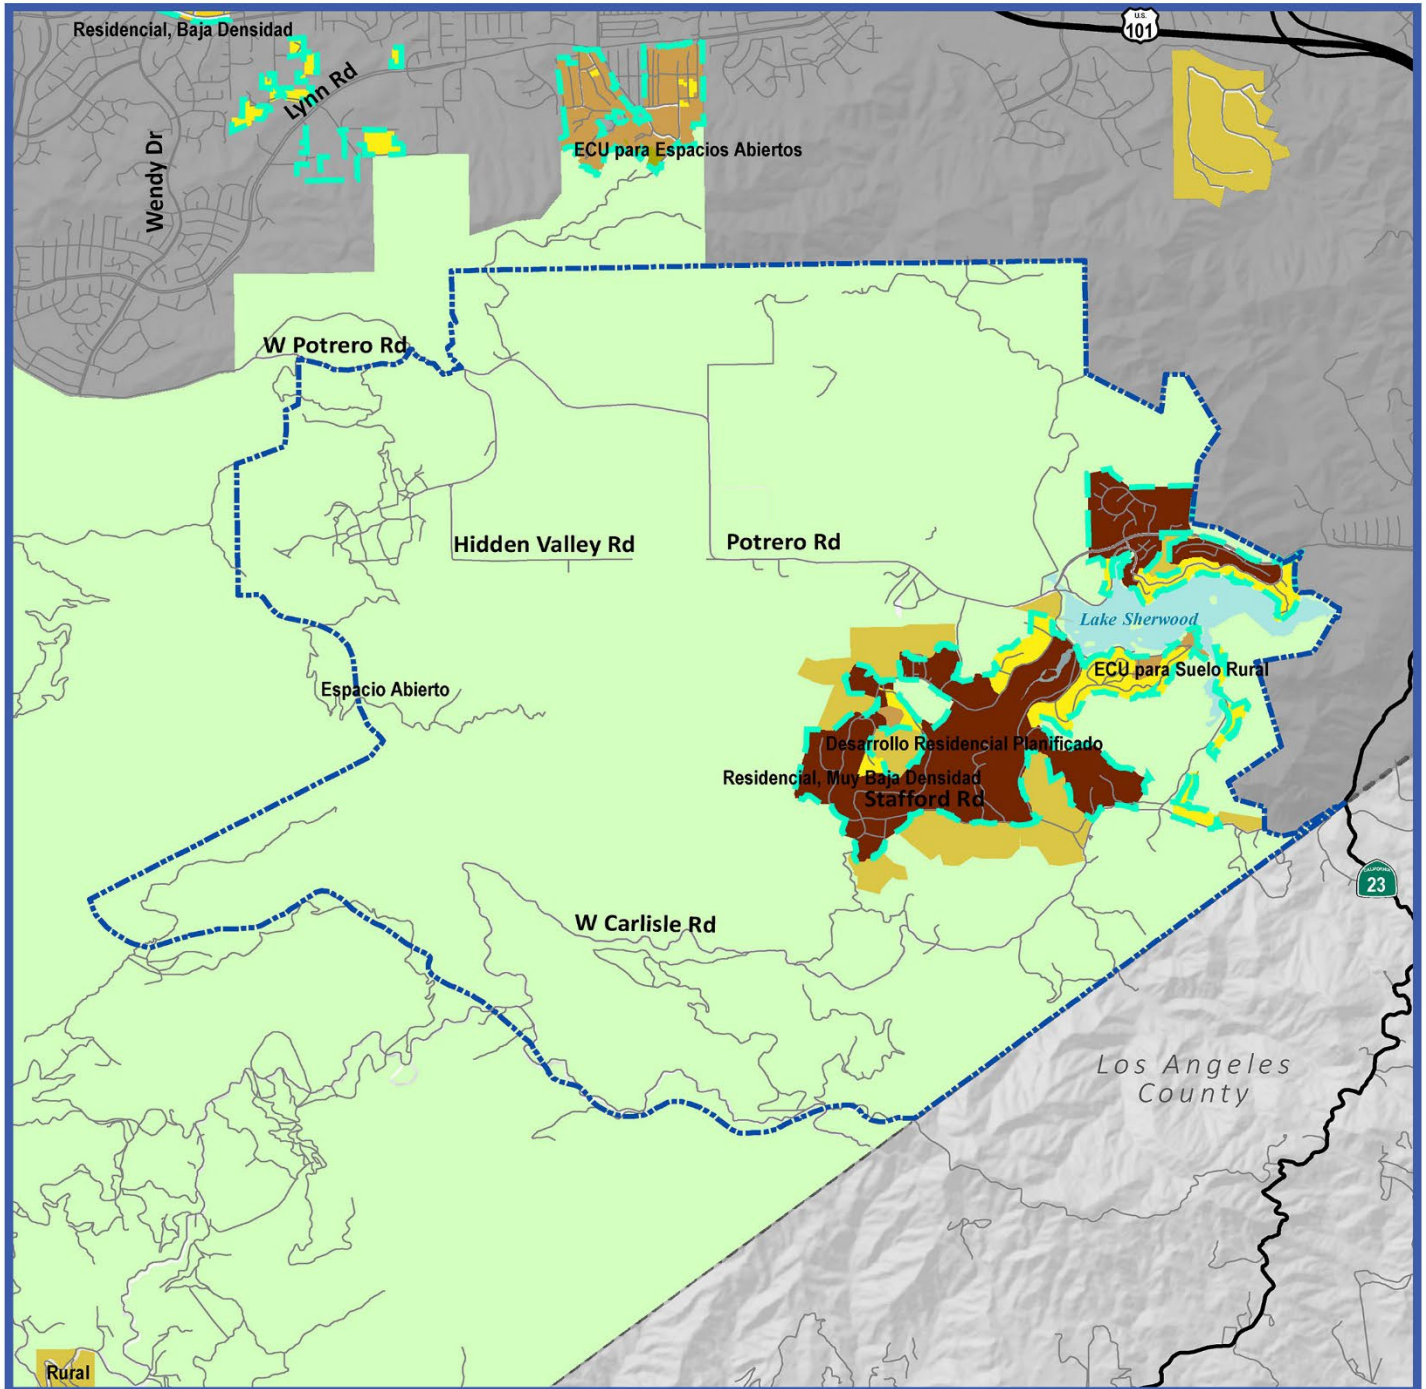 Residencial, Baja Densidad
U.S.
101
Lynn Rd
Wendy Dr
ECU para Espacios Abiertos
W Potrero Rd
Hidden Valley Rd
Potrero Rd
Lake Sherwood
ECU para Suelo Rural
Espacio Abierto
Desarrollo Residencial Planificado
Residencial, Muy Baja Densidad
Stafford Rd
CALIFORNIA
23
W Carlisle Rd
Los Angeles
County
Rural